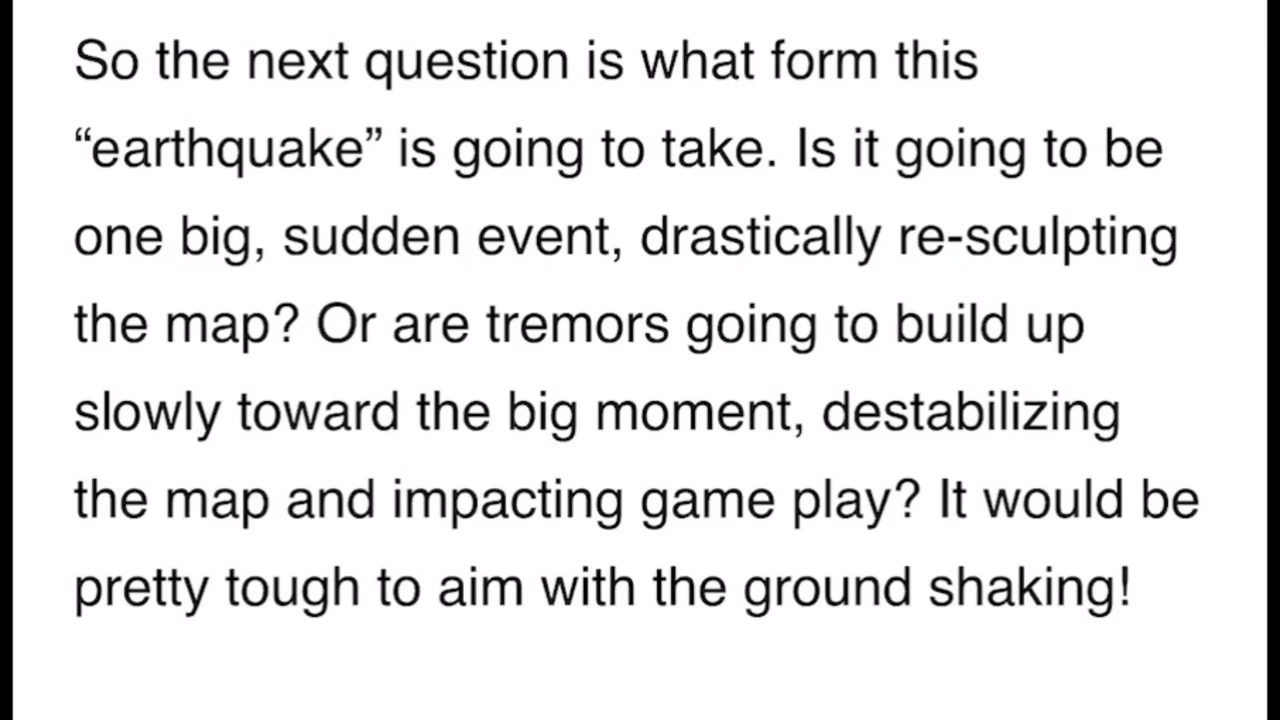 So the next question is what form this
“earthquake” is going to take. Is it going to be
one big, sudden event, drastically re-sculpting
the map? Or are tremors going to build up
slowly toward the big moment, destabilizing
the map and impacting game play? It would be
pretty tough to aim with the ground shaking!